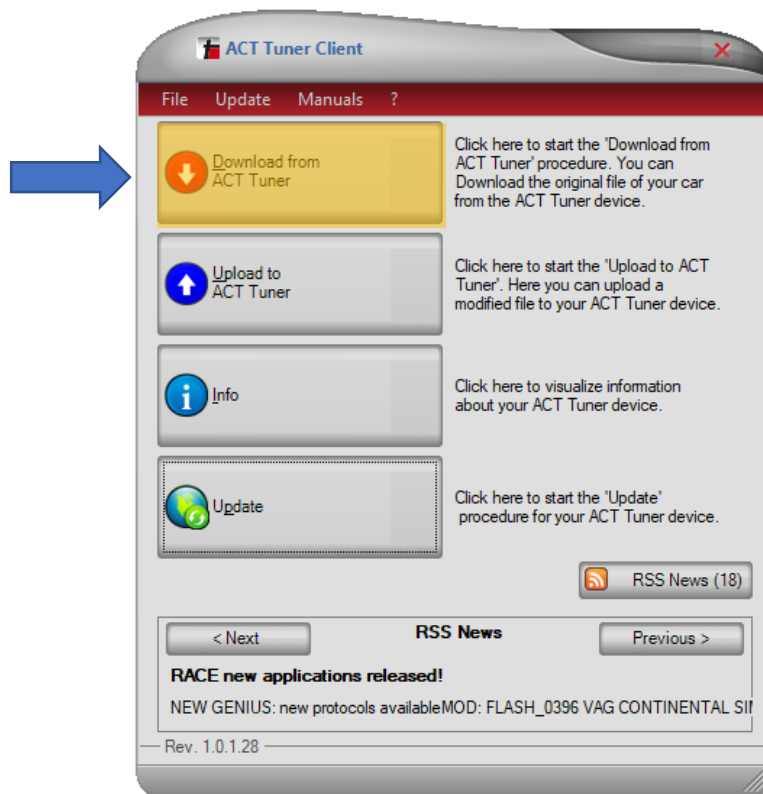 ACT Tuner Client
File Update Manuals ?
Download from
ACT Tuner
Click here to start the 'Download from
ACT Tuner' procedure. You can
Download the original file of your car
from the ACT Tuner device.
Upload to
ACT Tuner
Click here to start the 'Upload to ACT
Tuner'. Here you can upload a
modified file to your ACT Tuner device.
Info
Click here to visualize information
about your ACT Tuner device.
Update
Click here to start the 'Update'
procedure for your ACT Tuner device.
RSS News (18)
< Next
RSS News
Previous >
RACE new applications released!
NEW GENIUS: new protocols availableMOD: FLASH_0396 VAG CONTINENTAL
Rev. 1.0.1.28